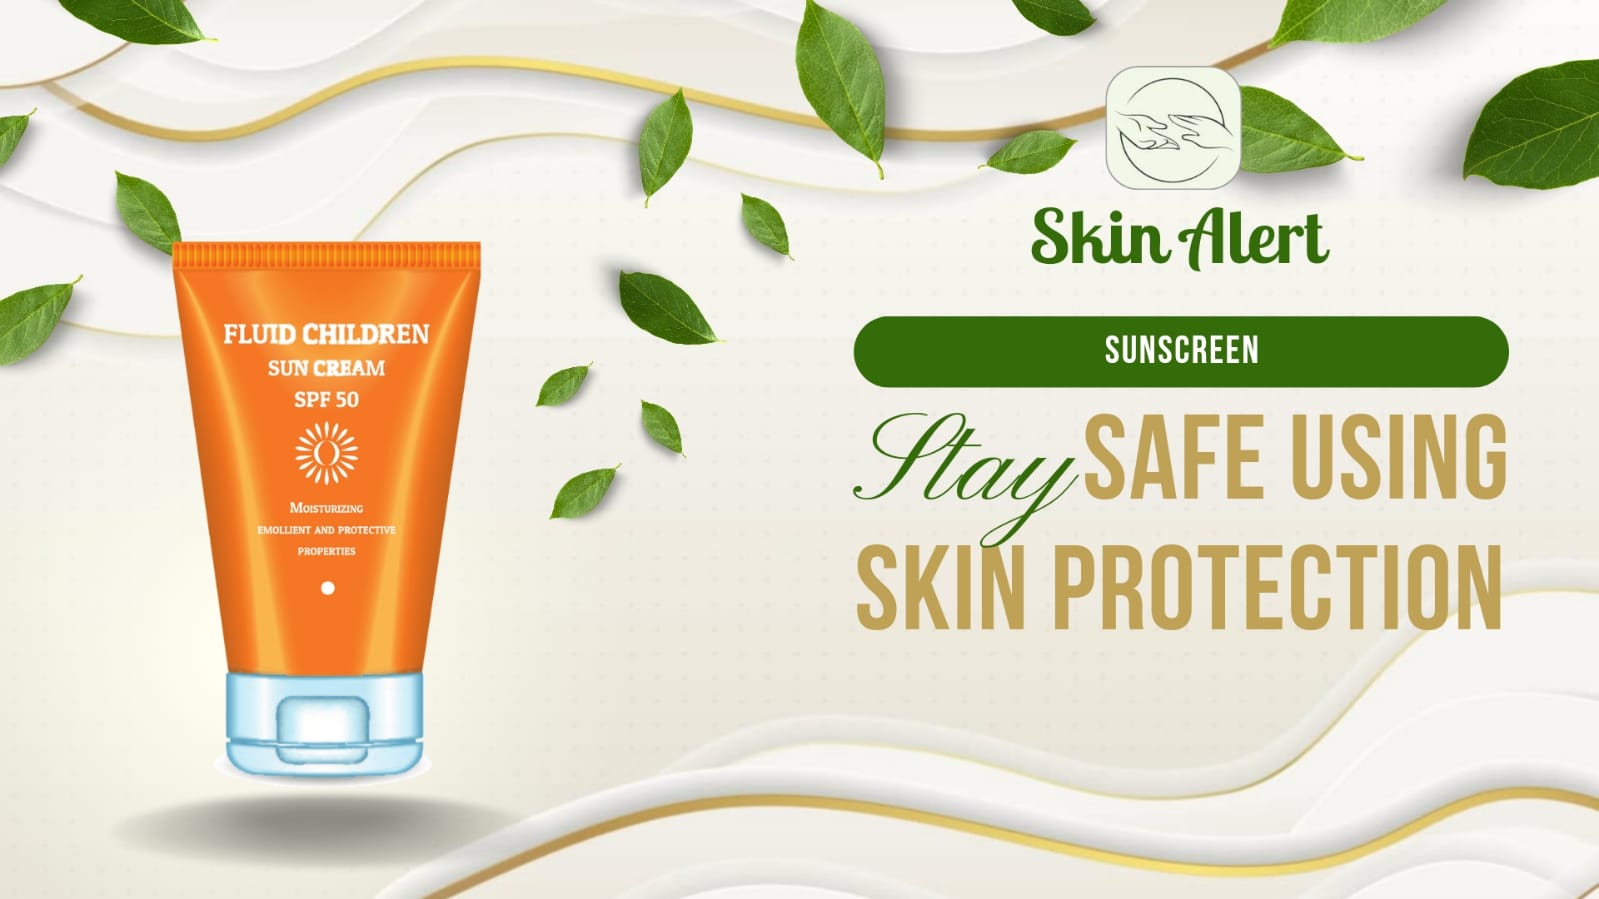 Skin Alert
SUNSCREEN
Stay SAFE USING
SKIN PROTECTION
FLUID CHILDREN
SUN CREAM
SPF 50
MOISTURIZING
EMOLLIENT AND PROTECTIVE
PROPERTIES